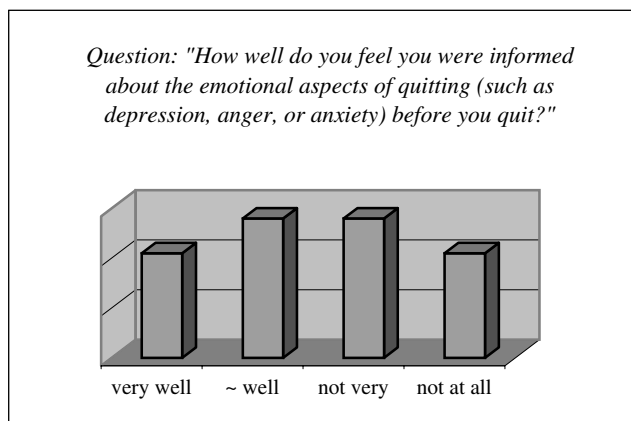 Question: "How well do you feel you were informed
about the emotional aspects of quitting (such as
depression, anger, or anxiety) before you quit?"
very well ~ well not very not at all